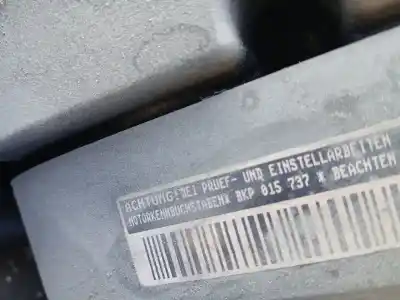 ACHTUNG! BEI PRUEF- UND EINSTELLARBEITEN
MOTORKENNBUCHSTABEN* BKP 015 737 * BEACHTEN